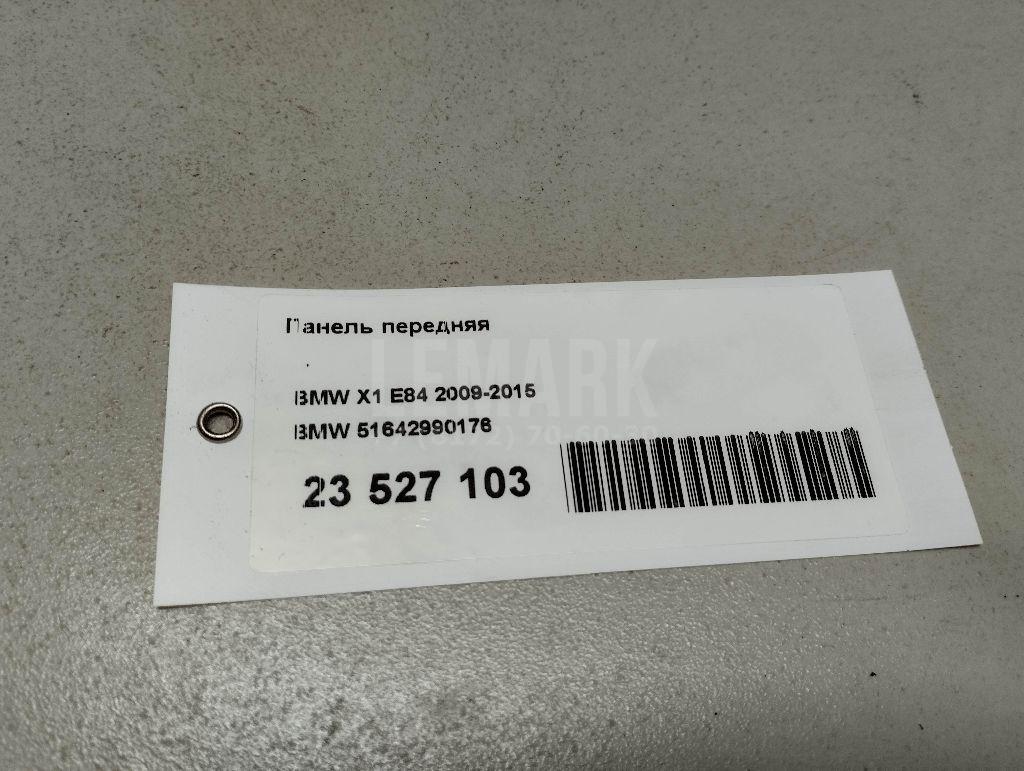 Панель передняя
LEMARK
BMW X1 E84 2009-2015
BMW 51642990176
23 527 103